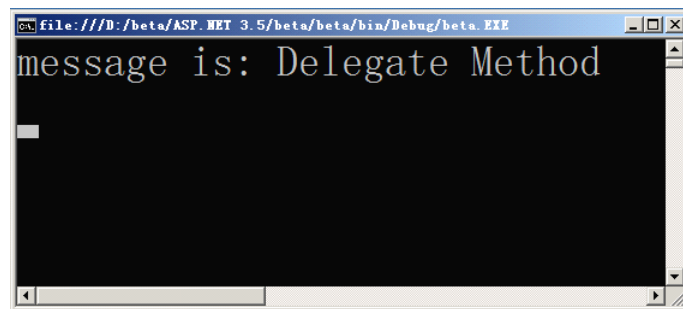 file:///D:/beta/ASP.NET 3.5/beta/beta/bin/Debug/beta.EXE
message is: Delegate Method